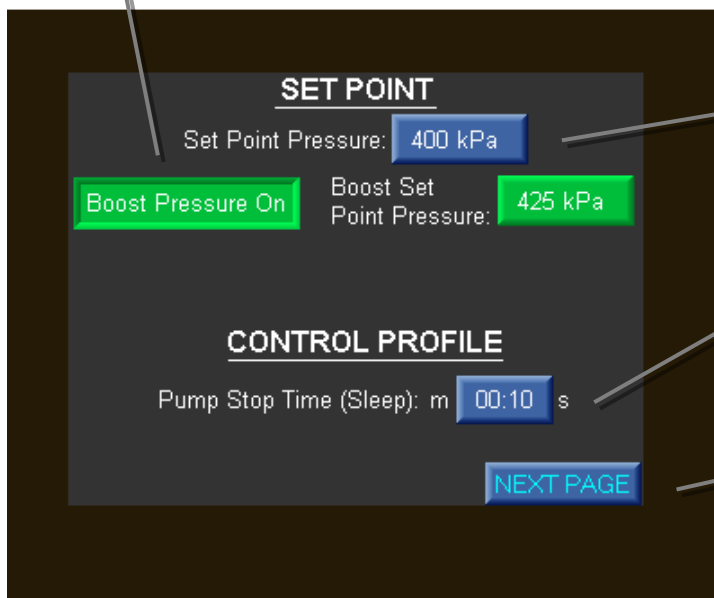 SET POINT
Set Point Pressure: 400 kPa
Boost Pressure On
Boost Set
Point Pressure: 425 kPa
CONTROL PROFILE
Pump Stop Time (Sleep): m 00:10 s
NEXT PAGE